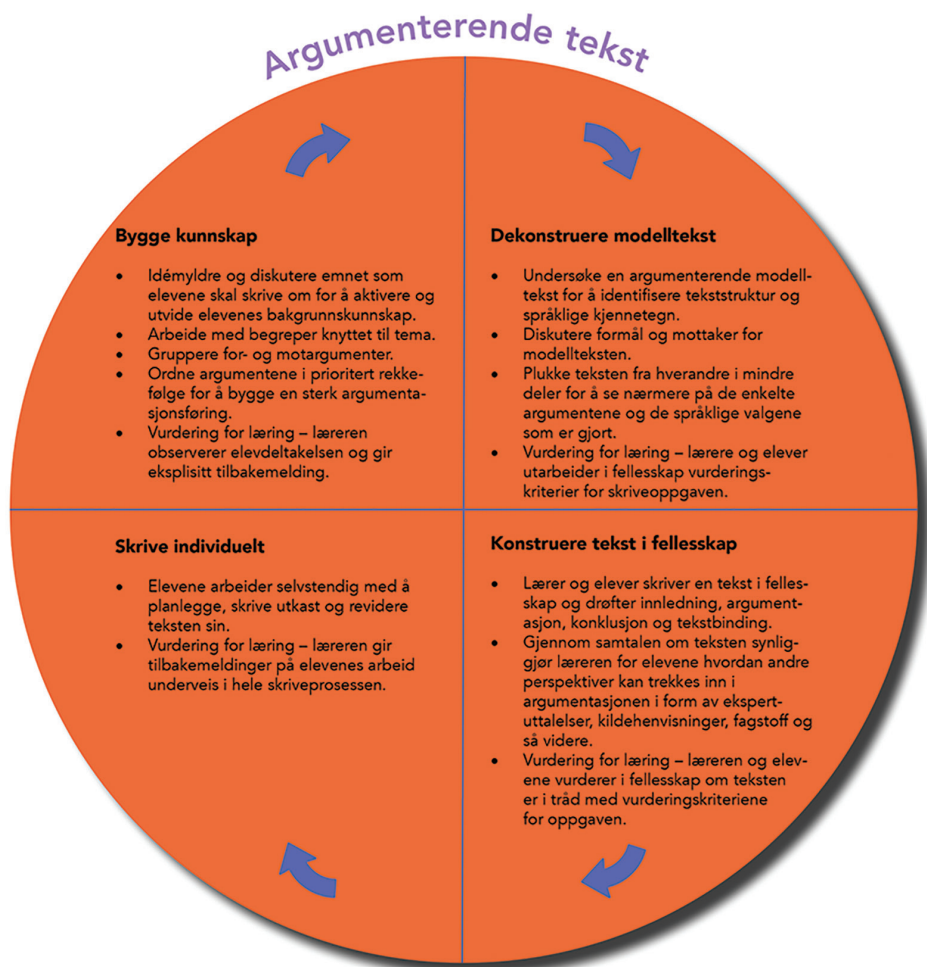 Argumenterende tekst
Bygge kunnskap
• Idémyldre og diskutere emnet som
elevene skal skrive om for å aktivere og
utvide elevenes bakgrunnskunnskap.
• Arbeide med begreper knyttet til tema.
• Gruppere for- og motargumenter.
• Ordne argumentene i prioritert rekke-
følge for å bygge en sterk argumenta-
sjonsføring.
• Vurdering for læring – læreren
observerer elevdeltakelsen og gir
eksplisitt tilbakemelding.
Dekonstruere modelltekst
• Undersøke en argumenterende modell-
tekst for å identifisere tekststruktur og
språklige kjennetegn.
• Diskutere formål og mottaker for
modellteksten.
• Plukke teksten fra hverandre i mindre
deler for å se nærmere på de enkelte
argumentene og de språklige valgene
som er gjort.
• Vurdering for læring – lærere og elever
utarbeider i fellesskap vurderings-
kriterier for skriveoppgaven.
Skrive individuelt
• Elevene arbeider selvstendig med å
planlegge, skrive utkast og revidere
teksten sin.
• Vurdering for læring – læreren gir
tilbakemeldinger på elevenes arbeid
underveis i hele skriveprosessen.
Konstruere tekst i fellesskap
• Lærer og elever skriver en tekst i felles-
skap og drøfter innledning, argument-
asjon, konklusjon og tekstbinding.
• Gjennom samtalen om teksten synlig-
gjør læreren for elevene hvordan andre
perspektiver kan trekkes inn i
argumentasjonen i form av ekspert-
uttalelser, kildehenvisninger, fagstoff og
så videre.
• Vurdering for læring – læreren og elev-
ene vurderer i fellesskap om teksten
er i tråd med vurderingskriteriene
for oppgaven.